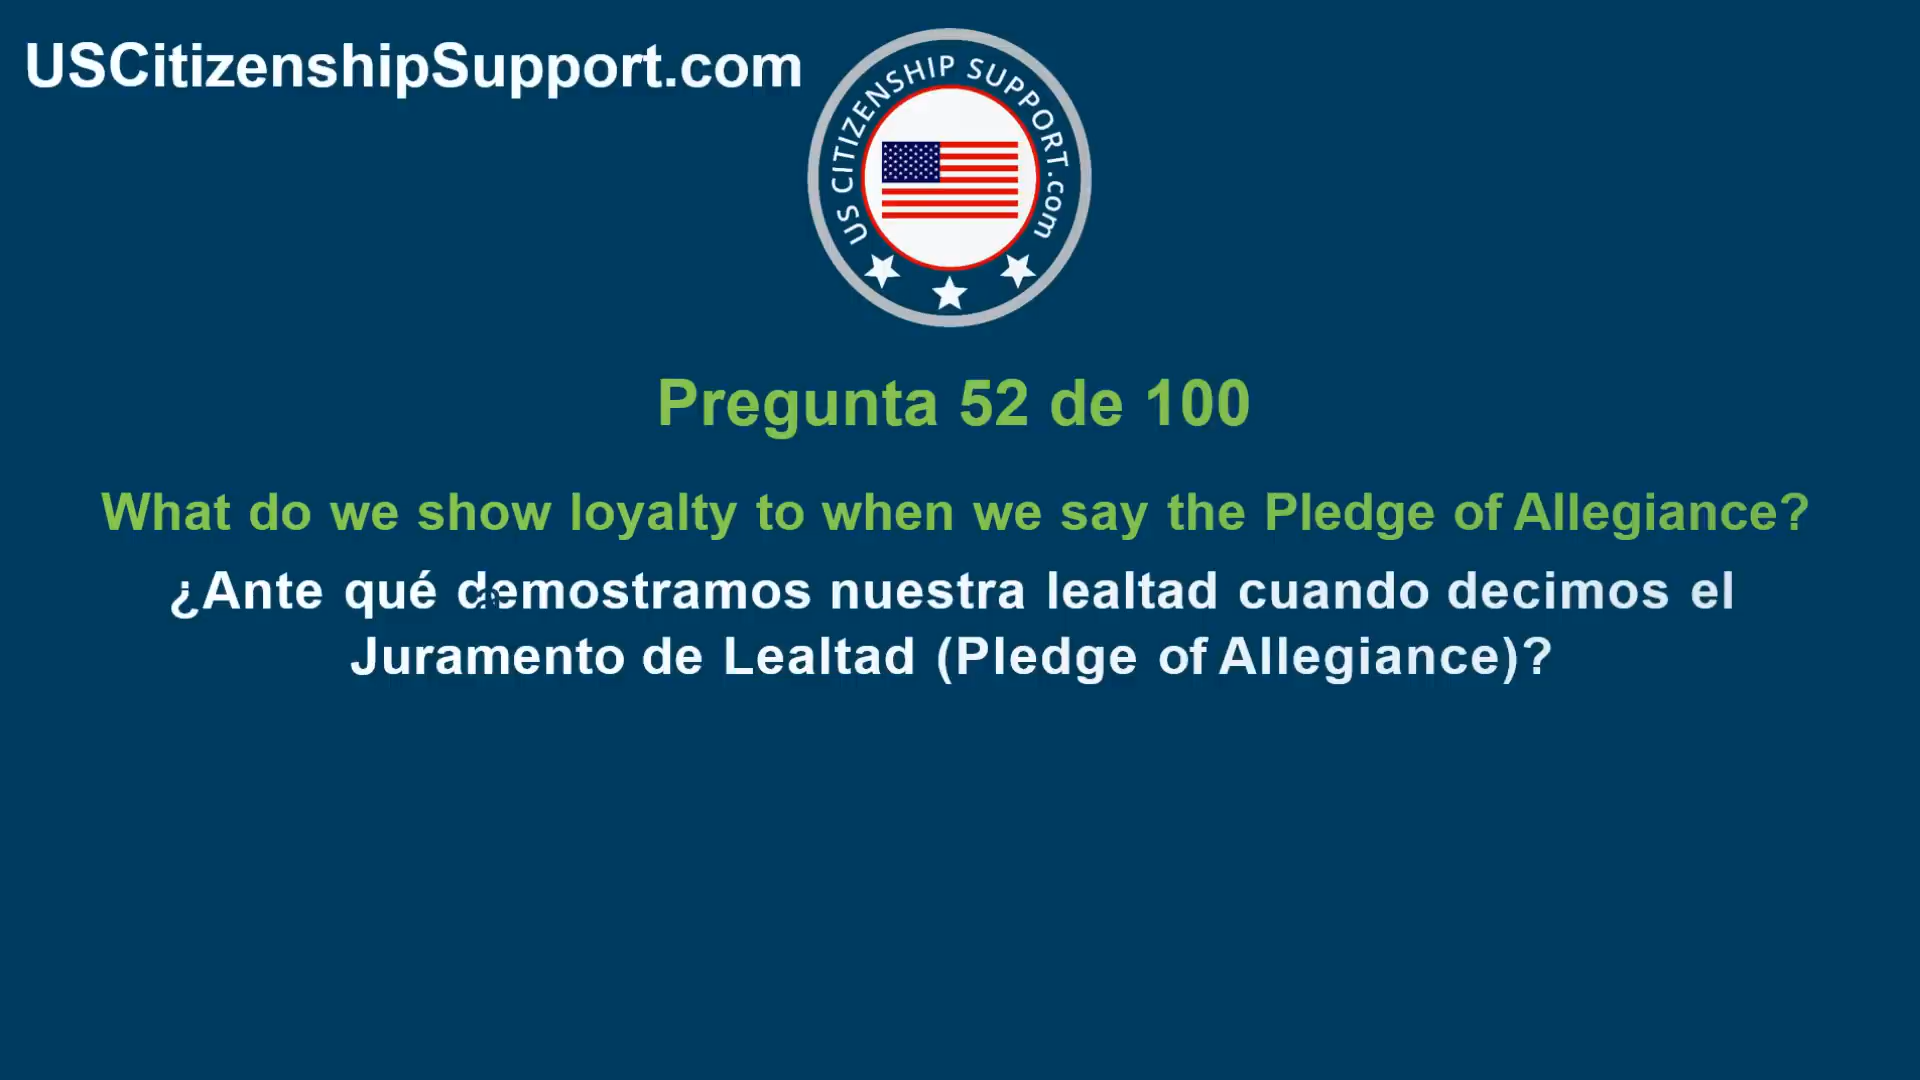 USCitizenshipSupport.com
US CITIZENSHIP SUPPORT.com
Pregunta 52 de 100
What do we show loyalty to when we say the Pledge of Allegiance?
¿Ante qué demostramos nuestra lealtad cuando decimos el
Juramento de Lealtad (Pledge of Allegiance)?